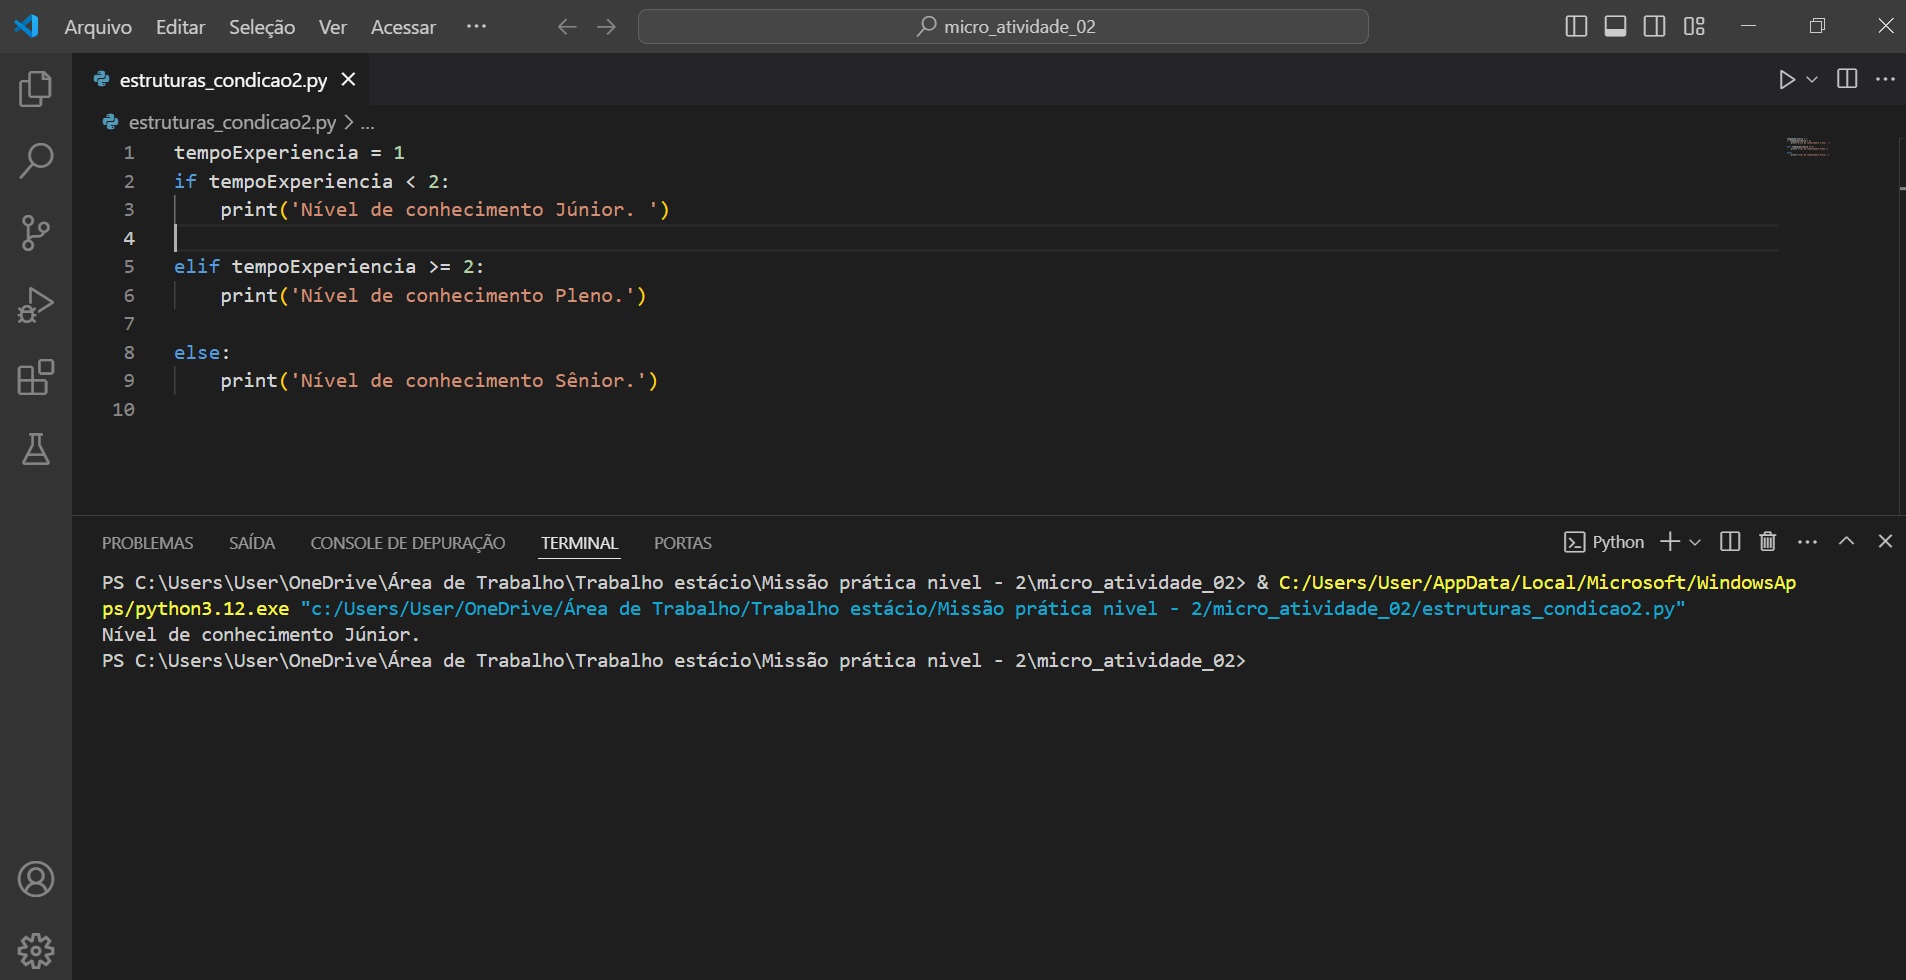 Arquivo Editar Seleção Ver Acessar ··· micro_atividade_02
estruturas_condicao2.py
estruturas_condicao2.py > ...
1 tempoExperiencia = 1
2 if tempoExperiencia < 2:
3     print('Nível de conhecimento Júnior. ')
4
5 elif tempoExperiencia >= 2:
6     print('Nível de conhecimento Pleno.')
7
8 else:
9     print('Nível de conhecimento Sênior.')
10
PROBLEMAS SAÍDA CONSOLE DE DEPURAÇÃO TERMINAL PORTAS Python
PS C:\Users\User\OneDrive\Área de Trabalho\Trabalho estácio\Missão prática nivel - 2\micro_atividade_02> & C:/Users/User/AppData/Local/Microsoft/WindowsAp
ps/python3.12.exe "c:/Users/User/OneDrive/Área de Trabalho/Trabalho estácio/Missão prática nivel - 2/micro_atividade_02/estruturas_condicao2.py"
Nível de conhecimento Júnior.
PS C:\Users\User\OneDrive\Área de Trabalho\Trabalho estácio\Missão prática nivel - 2\micro_atividade_02>